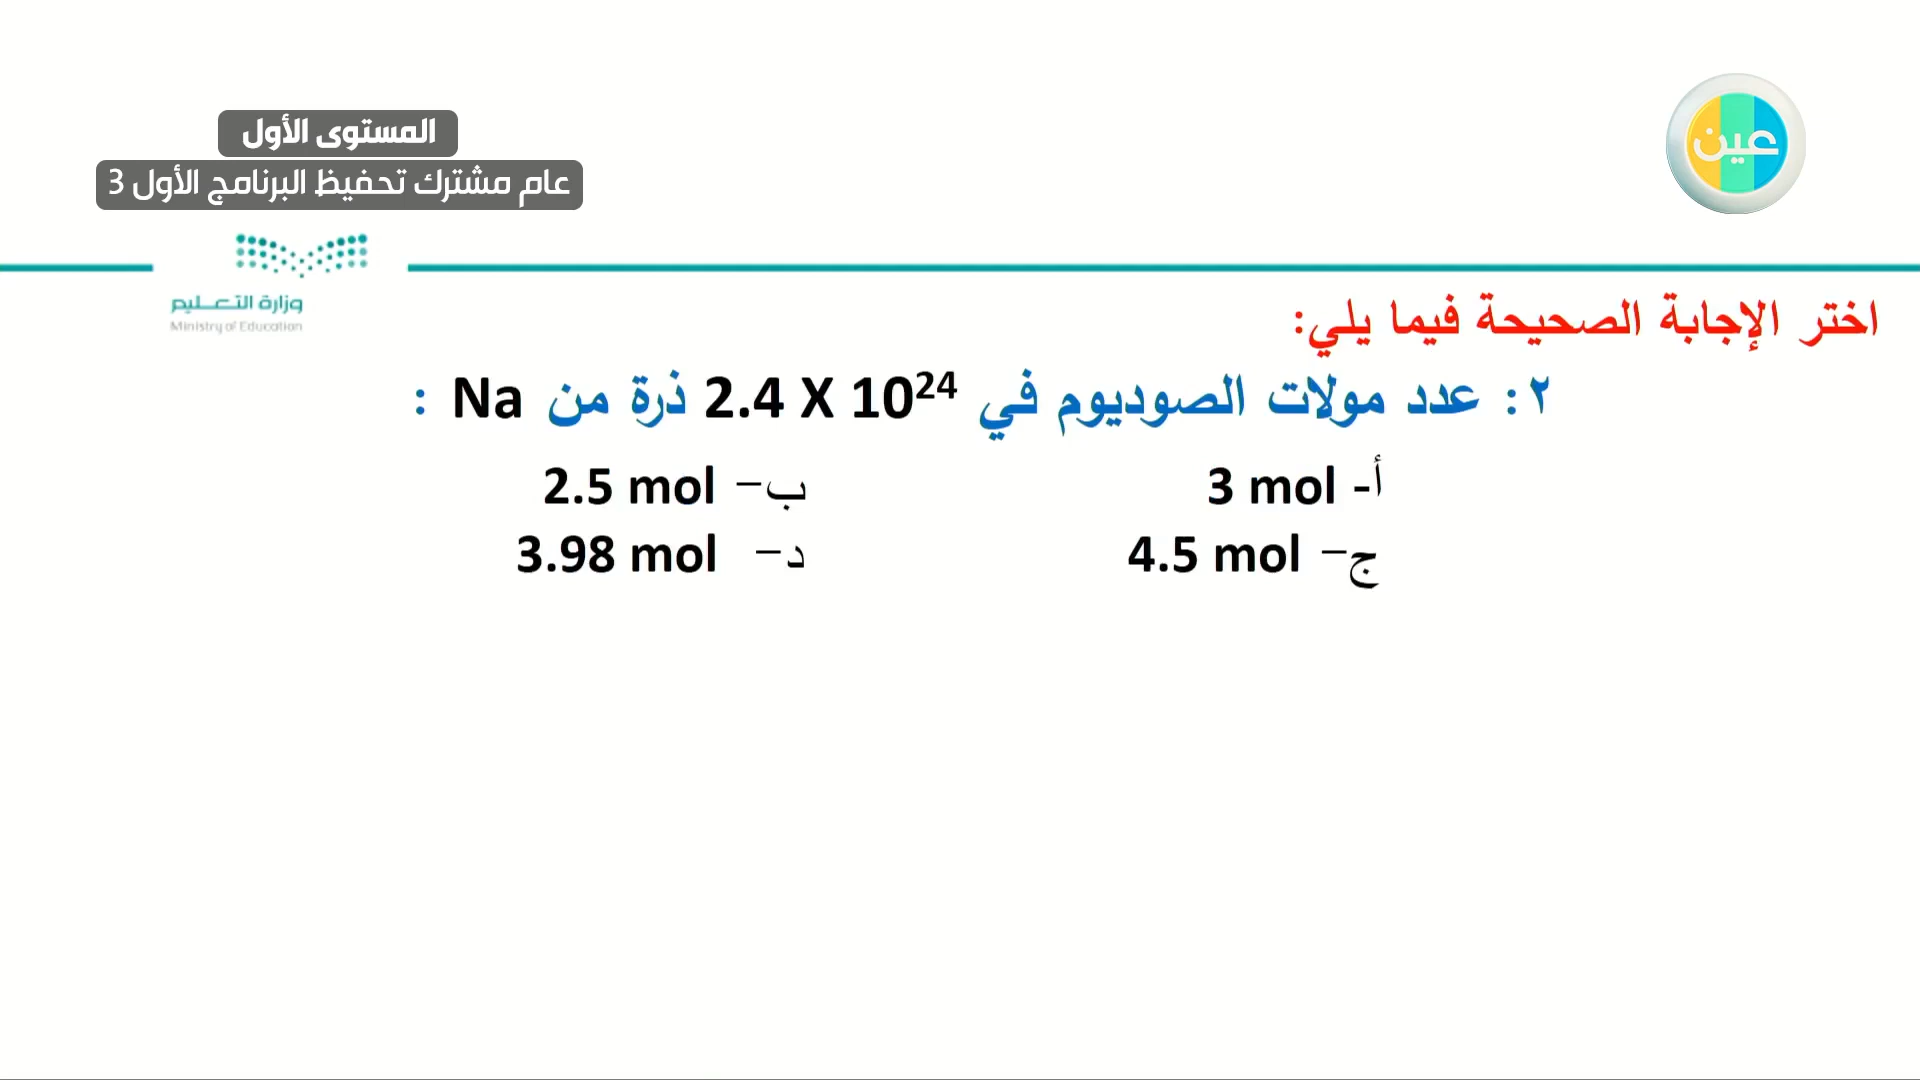 المستوى الأول
عام مشترك تحفيظ البرنامج الأول 3
عين
وزارة التعليم
Ministry of Education
اختر الإجابة الصحيحة فيما يلي:
٢ : عدد مولات الصوديوم في 2.4 X 10²⁴ ذرة من Na :
أ- 3 mol ب– 2.5 mol
ج– 4.5 mol د– 3.98 mol